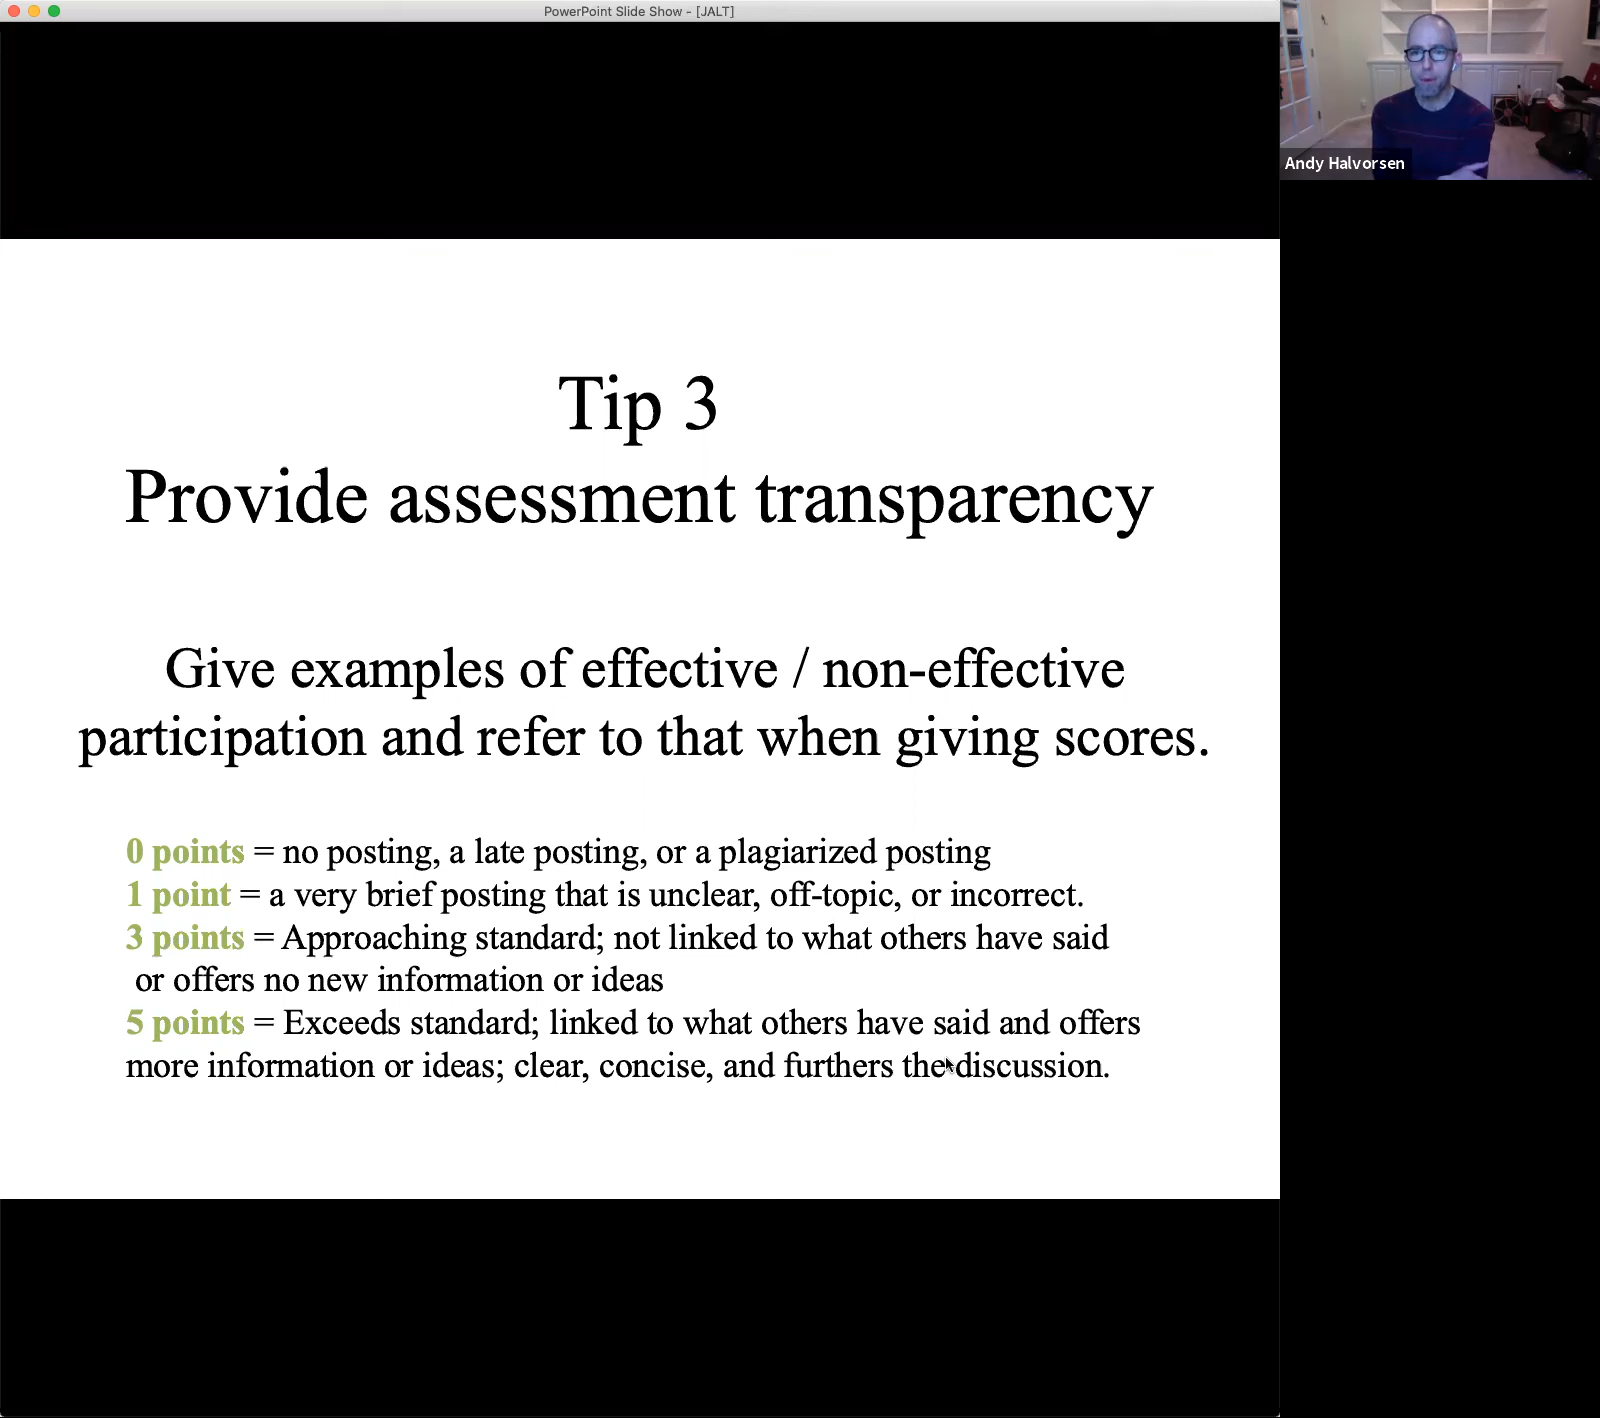 PowerPoint Slide Show - [JALT]
Andy Halvorsen
Tip 3
Provide assessment transparency
Give examples of effective / non-effective
participation and refer to that when giving scores.
0 points = no posting, a late posting, or a plagiarized posting
1 point = a very brief posting that is unclear, off-topic, or incorrect.
3 points = Approaching standard; not linked to what others have said
or offers no new information or ideas
5 points = Exceeds standard; linked to what others have said and offers
more information or ideas; clear, concise, and furthers the discussion.